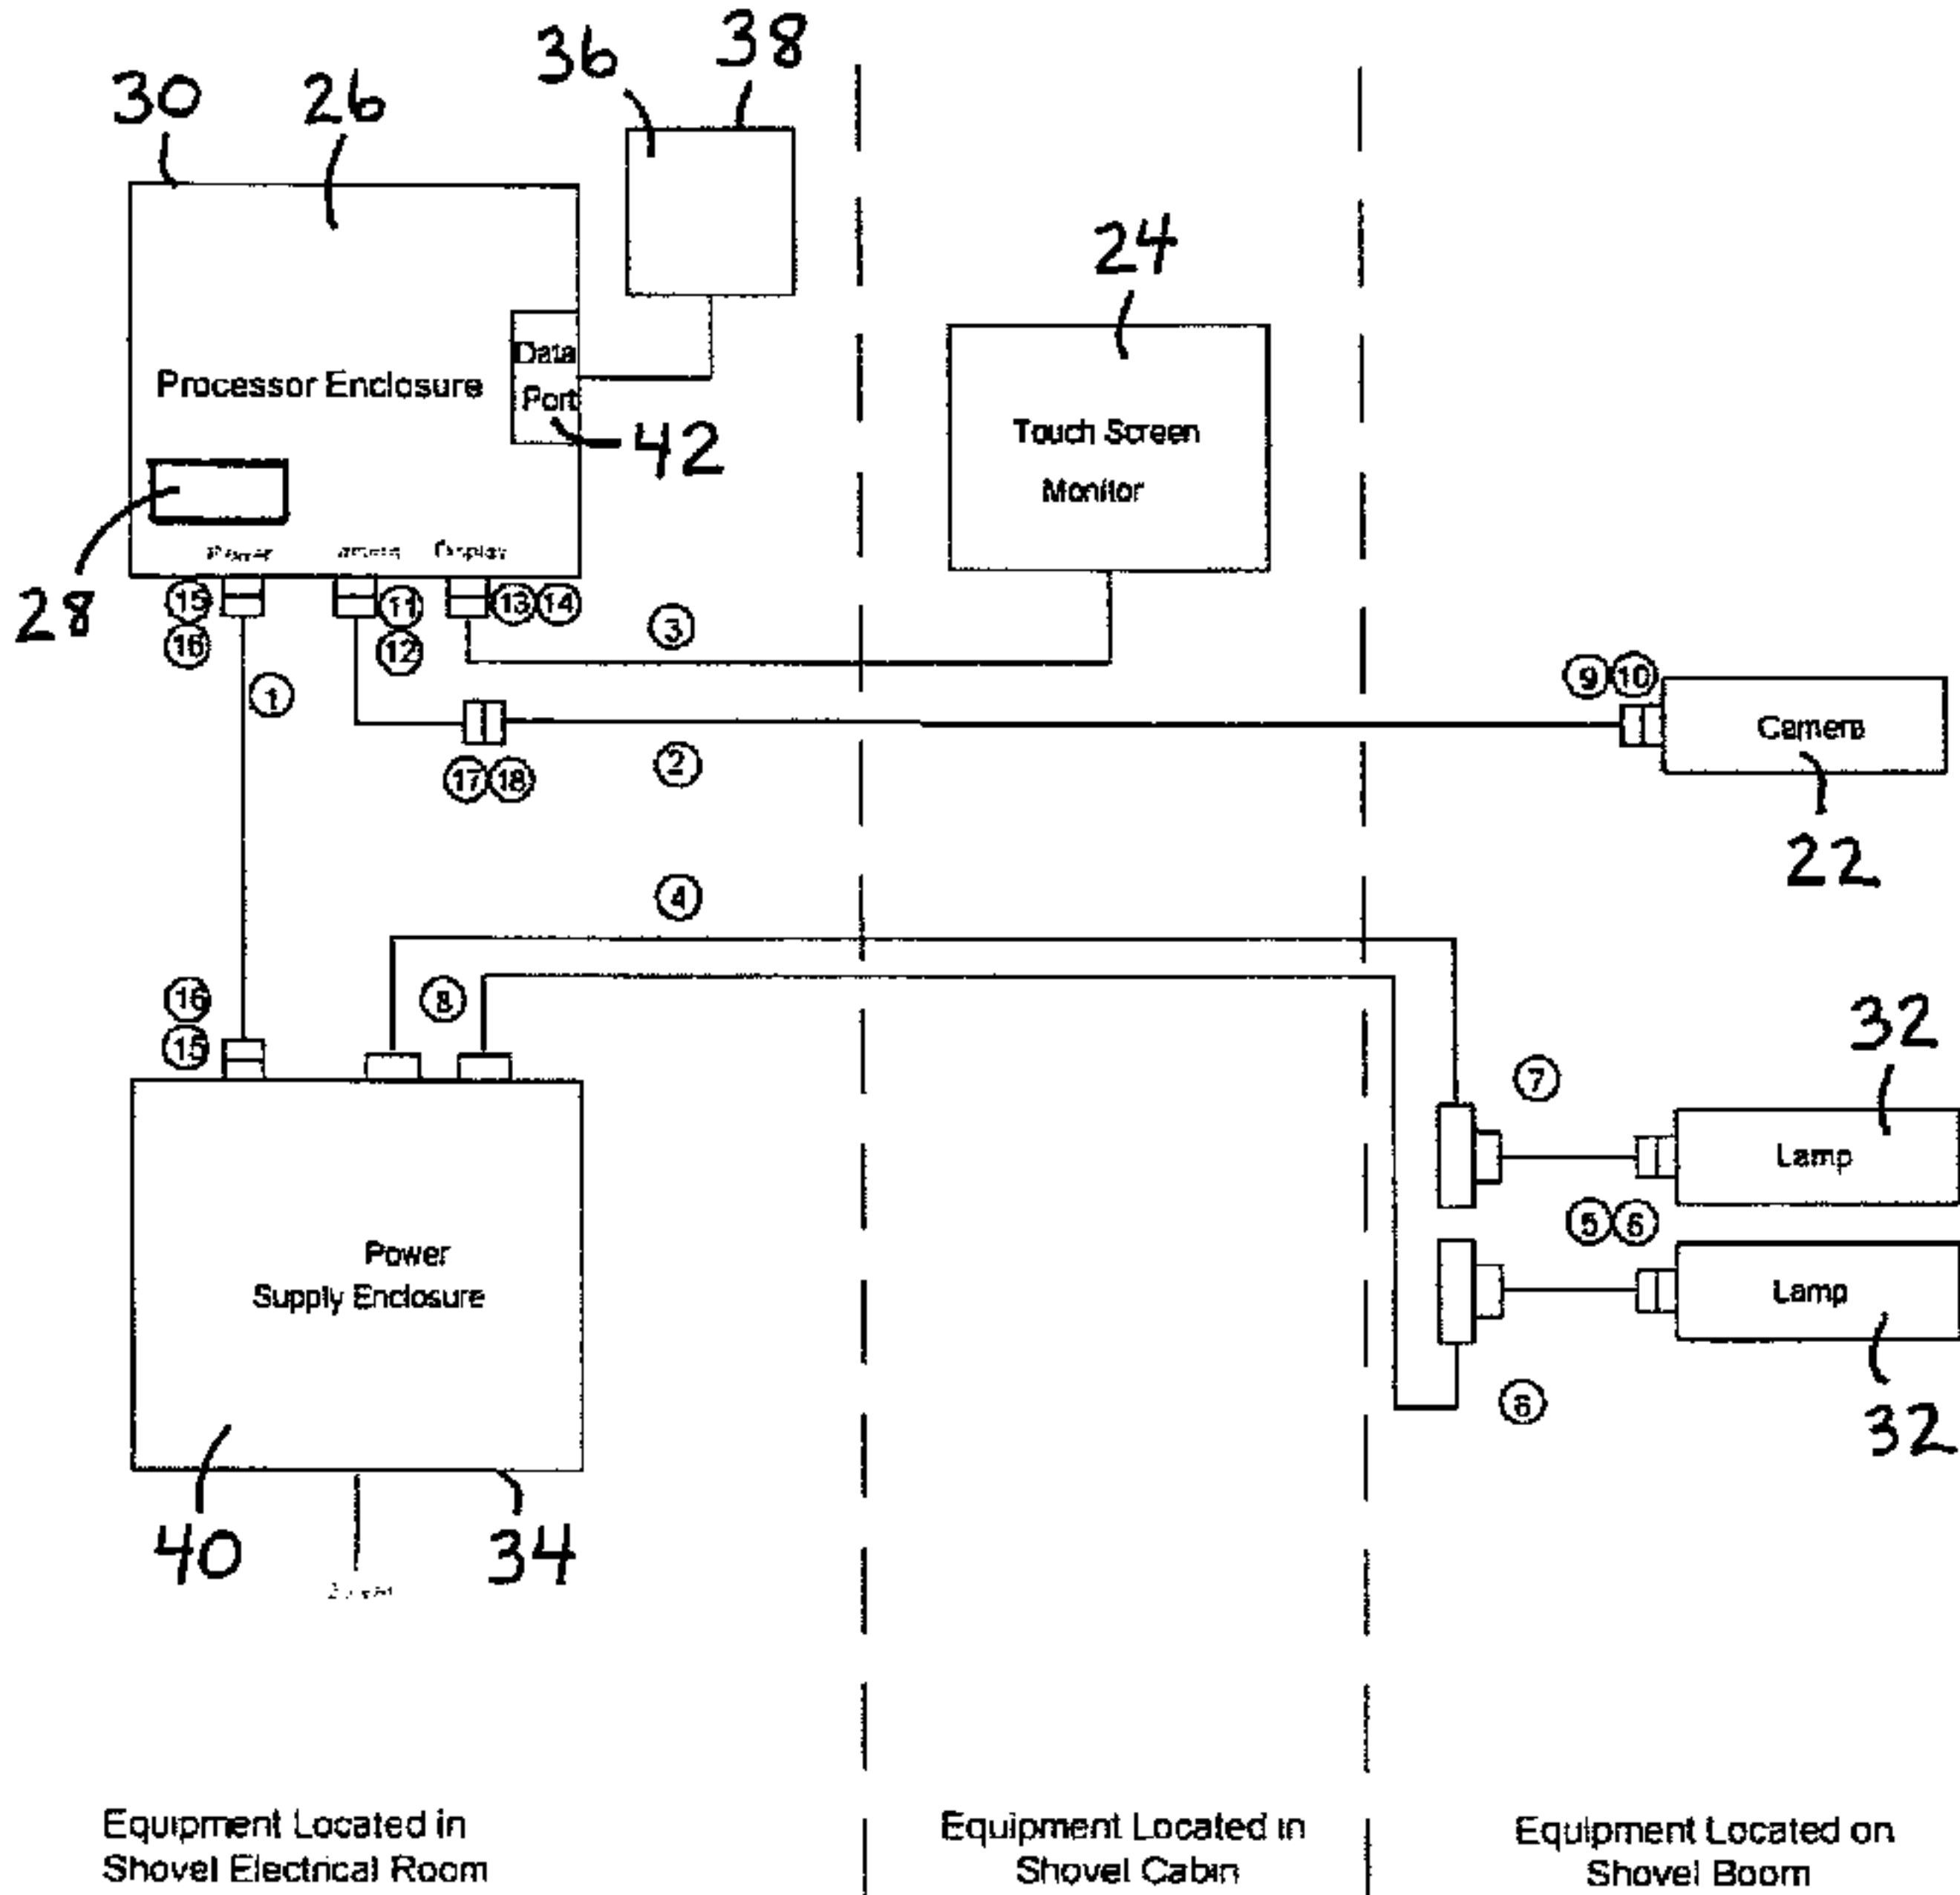 36
38
30
26
24
Data
Port
Processor Enclosure
42
Touch Screen
Monitor
28
Display
15
16
11
12
13 14
3
1
9 10
Camera
17 18
2
22
4
16
15
8
32
7
Lamp
5 6
Power
Supply Enclosure
Lamp
6
32
40
34
Equipment Located in
Shovel Electrical Room
Equipment Located in
Shovel Cabin
Equipment Located on
Shovel Boom